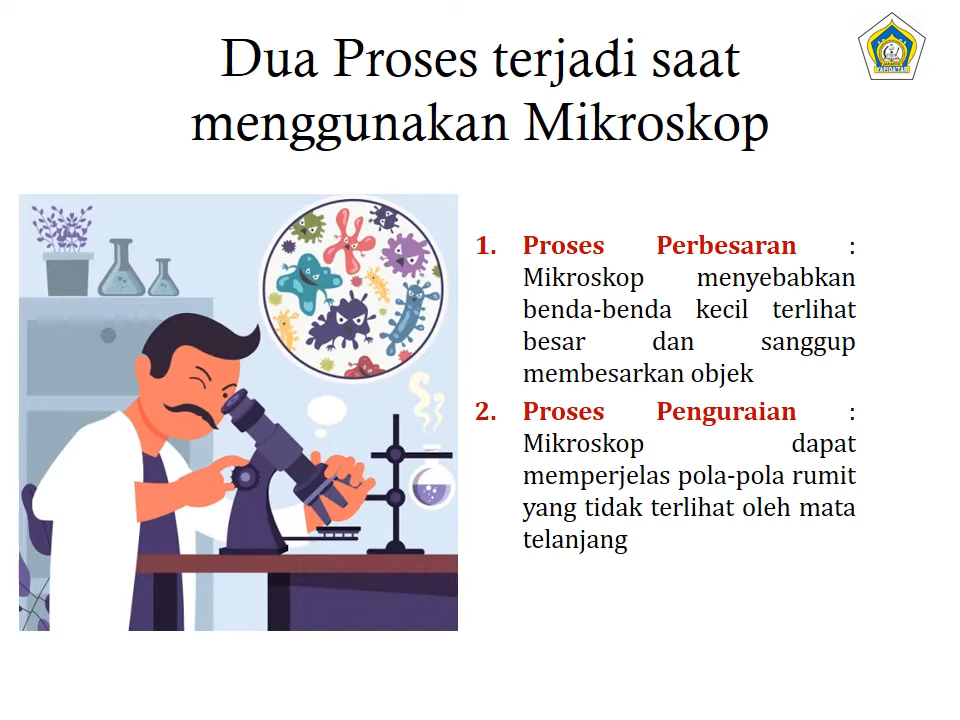 Dua Proses terjadi saat
menggunakan Mikroskop
1. Proses Perbesaran :
Mikroskop menyebabkan
benda-benda kecil terlihat
besar dan sanggup
membesarkan objek
2. Proses Penguraian :
Mikroskop dapat
memperjelas pola-pola rumit
yang tidak terlihat oleh mata
telanjang